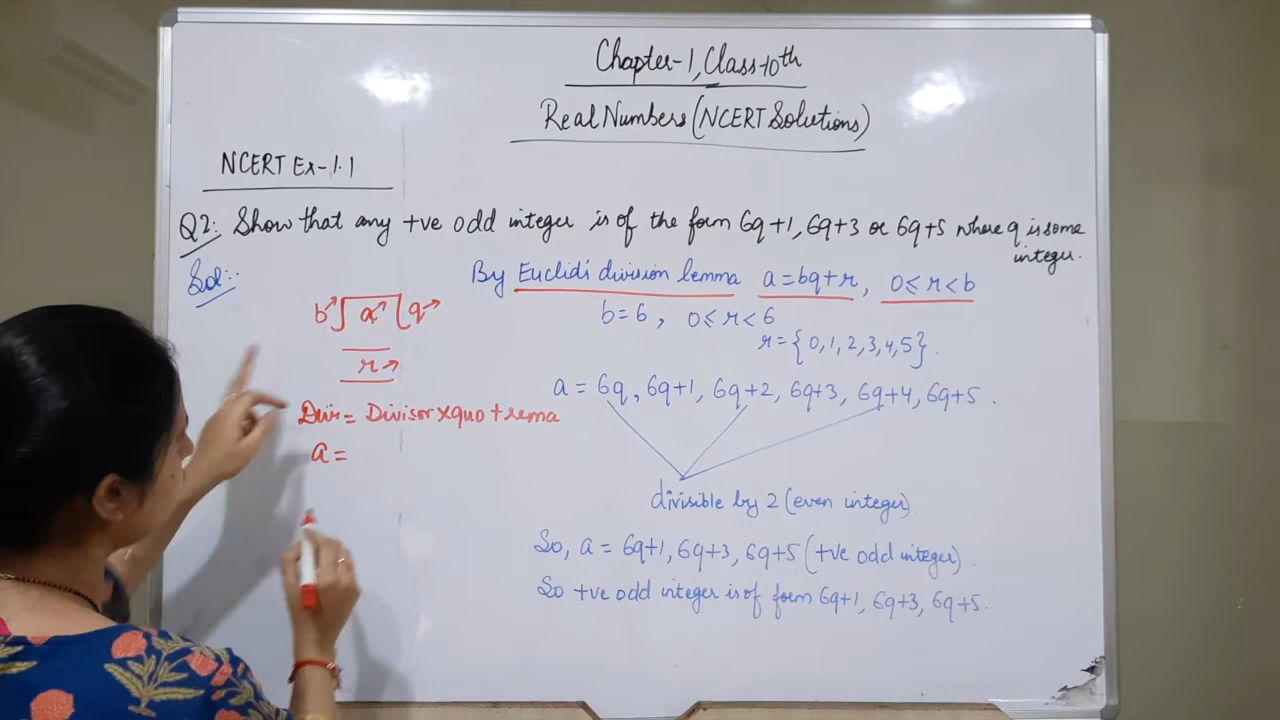 Chapter-1, Class-10th
Real Numbers (NCERT Solutions)
NCERT Ex-1.1
Q2: Show that any +ve odd integer is of the form 6q+1, 6q+3 or 6q+5 where q is some
integer.
Sol:-
By Euclid's division lemma a=bq+r, 0≤r<b
b=6, 0≤r<6
r={0,1,2,3,4,5}.
a = 6q, 6q+1, 6q+2, 6q+3, 6q+4, 6q+5.
divisible by 2 (even integer)
So, a = 6q+1, 6q+3, 6q+5 (+ve odd integer).
So +ve odd integer is of form 6q+1, 6q+3, 6q+5.
b a q
r
Divi = Divisor × quo + rema
a =